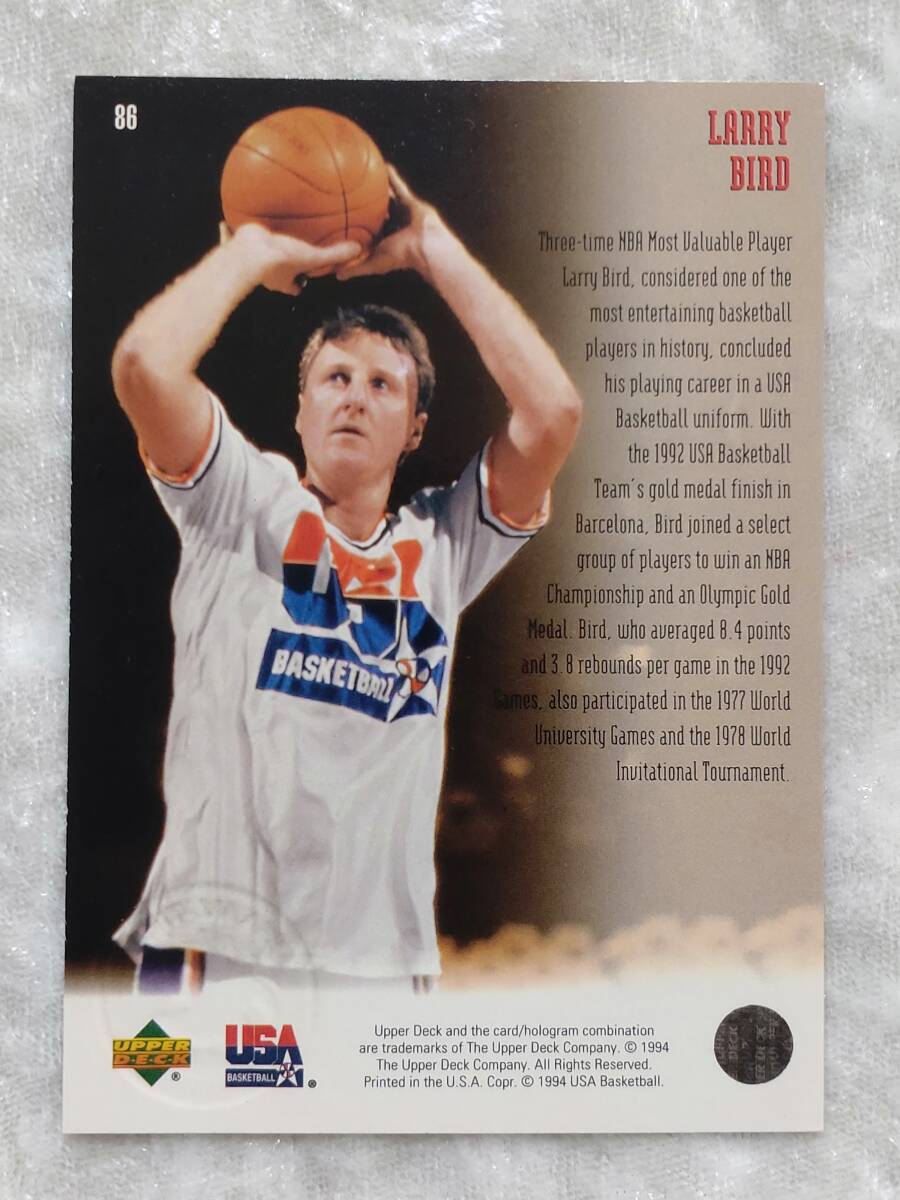 86
LARRY
BIRD
Three-time NBA Most Valuable Player
Larry Bird, considered one of the
most entertaining basketball
players in history, concluded
his playing career in a USA
Basketball uniform. With
the 1992 USA Basketball
Team's gold medal finish in
Barcelona, Bird joined a select
group of players to win an NBA
Championship and an Olympic Gold
Medal. Bird, who averaged 8.4 points
and 3.8 rebounds per game in the 1992
Games, also participated in the 1977 World
University Games and the 1978 World
Invitational Tournament.
USA
BASKETBALL
UPPER
DECK
®
USA
BASKETBALL
®
Upper Deck and the card/hologram combination
are trademarks of The Upper Deck Company. © 1994
The Upper Deck Company. All Rights Reserved.
Printed in the U.S.A. Copr. © 1994 USA Basketball.
DECK